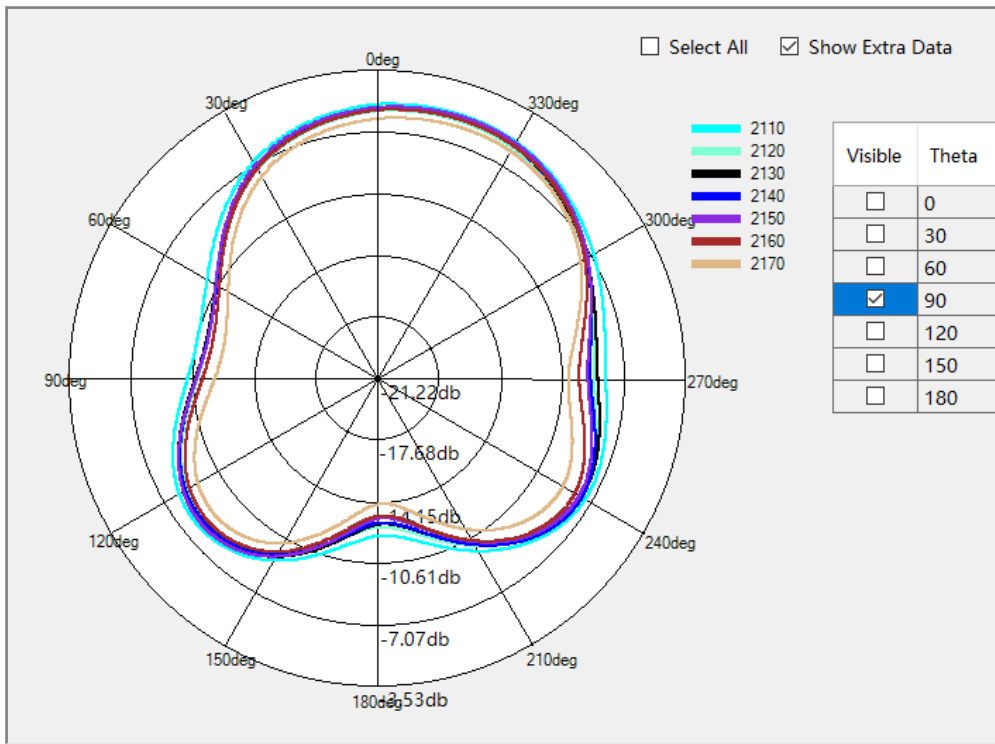 Select All
Show Extra Data
0deg
30deg
330deg
60deg
300deg
90deg
270deg
120deg
240deg
150deg
210deg
180deg
-21.22db
-17.68db
-14.15db
-10.61db
-7.07db
-3.53db
2110
2120
2130
2140
2150
2160
2170
Visible Theta
0
30
60
90
120
150
180